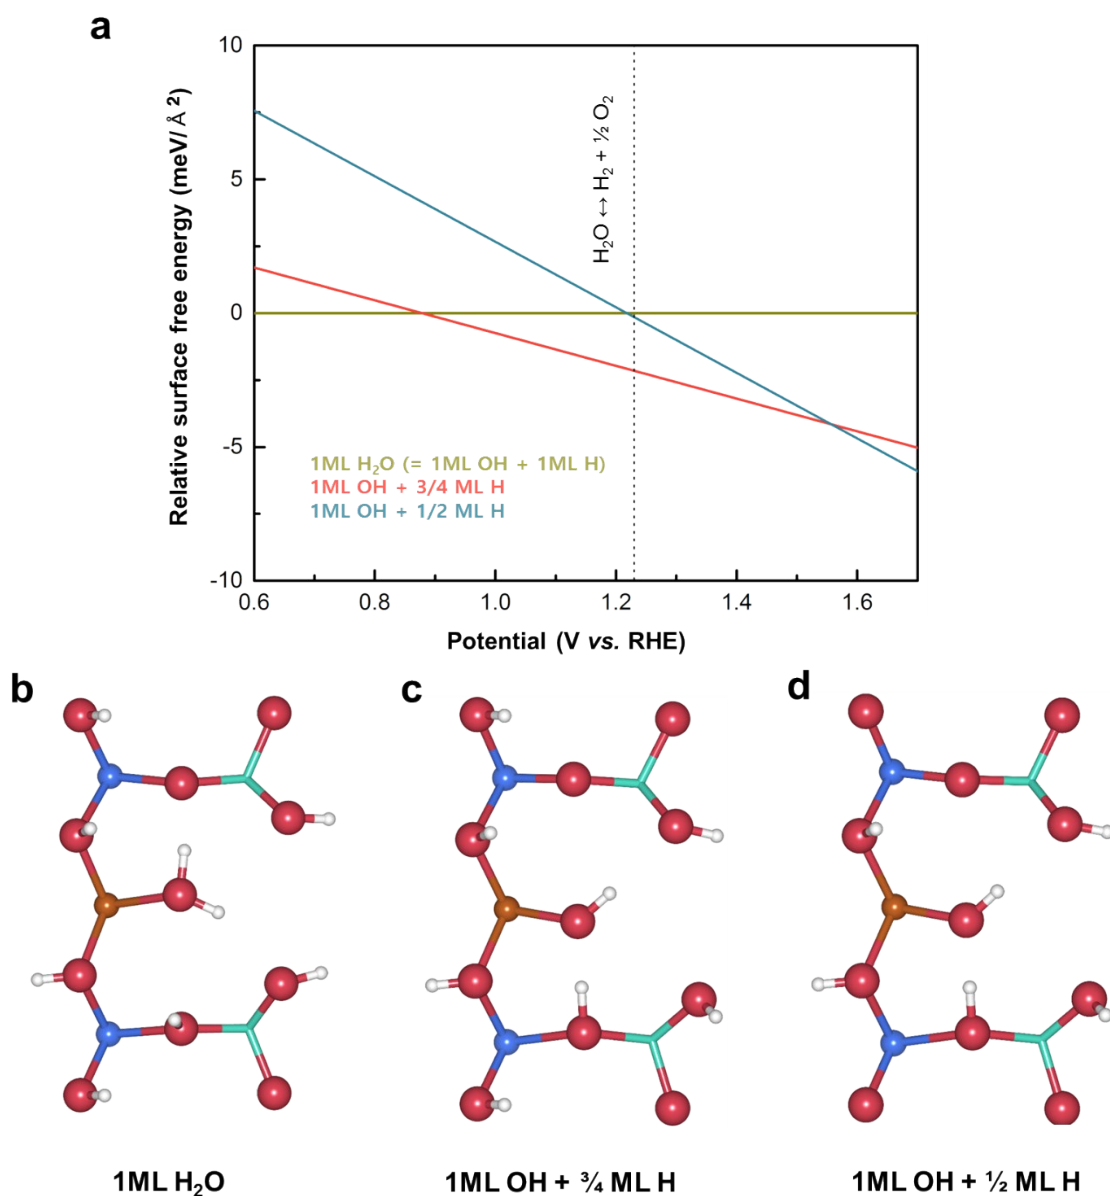 a
10
5
0
-5
-10
Relative surface free energy (meV/Å²)
H₂O ↔ H₂ + ½ O₂
1ML H₂O (= 1ML OH + 1ML H)
1ML OH + 3/4 ML H
1ML OH + 1/2 ML H
0.6 0.8 1.0 1.2 1.4 1.6
Potential (V vs. RHE)
b c d
1ML H₂O 1ML OH + ¾ ML H 1ML OH + ½ ML H